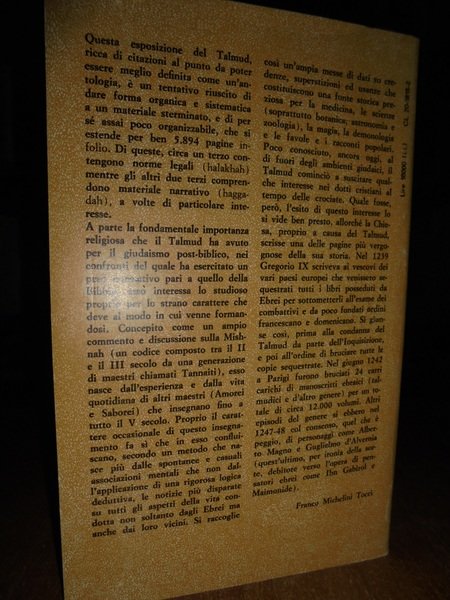 Questa esposizione del Talmud,
ricca di citazioni al punto da poter
essere meglio definita come un'an-
tologia, è un tentativo riuscito di
dare forma organica e sistematica
a un materiale sterminato, e di per
sé assai poco organizzabile, che si
estende per ben 5.894 pagine in-
folio. Di queste, circa un terzo con-
tengono norme legali (halakhah)
mentre gli altri due terzi compren-
dono materiale narrativo (hagga-
dah), a volte di particolare inte-
resse.
A parte la fondamentale importanza
religiosa che il Talmud ha avuto
per il giudaismo post-biblico, nei
confronti del quale ha esercitato un
peso normativo pari a quello della
Bibbia, esso interessa lo studioso
proprio per lo strano carattere che
deve al modo in cui venne forman-
dosi. Concepito come un ampio
commento e discussione sulla Mish-
nah (un codice composto tra il II
e il III secolo da una generazione
di maestri chiamati Tannaiti), esso
nasce dall'esperienza e dalla vita
quotidiana di altri maestri (Amorei
e Saborei) che insegnano fino a
tutto il V secolo. Proprio il carat-
tere occasionale di questo insegna-
mento fa sì che in esso conflui-
scano, secondo un metodo che na-
sce più dalle spontanee e casuali
associazioni mentali che non dal-
l'applicazione di una rigorosa logica
deduttiva, le notizie più disparate
su tutti gli aspetti della vita con-
dotta non soltanto dagli Ebrei ma
anche dai loro vicini. Si raccoglie
così un'ampia messe di dati su cre-
denze, superstizioni ed usanze che
costituiscono una fonte storica pre-
ziosa per la medicina, le scienze
(soprattutto botanica, astronomia e
zoologia), la magia, la demonologia
e le favole e i racconti popolari.
Poco conosciuto, ancora oggi, al
di fuori degli ambienti giudaici, il
Talmud cominciò a suscitare qual-
che interesse nei dotti cristiani al
tempo delle crociate. Quale fosse,
però, l'esito di questo interesse lo
si vide ben presto, allorché la Chie-
sa, proprio a causa del Talmud,
scrisse una delle pagine più vergo-
gnose della sua storia. Nel 1239
Gregorio IX scriveva ai vescovi dei
vari paesi europei che venissero se-
questrati tutti i libri posseduti da
Ebrei per sottometterli all'esame dei
combattivi e da poco fondati ordini
francescano e domenicano. Si giun-
se così, prima alla condanna del
Talmud da parte dell'Inquisizione,
e poi all'ordine di bruciare tutte le
copie sequestrate. Nel giugno 1242
a Parigi furono bruciati 24 carri
carichi di manoscritti ebraici (tal-
mudici e d'altro genere) per un to-
tale di circa 12.000 volumi. Altri
episodi del genere si ebbero nel
1247-48 col consenso, quel che è
peggio, di personaggi come Alber-
to Magno e Guglielmo d'Alvernia
(quest'ultimo, per ironia della sor-
te, debitore verso l'opera di pen-
satori ebrei come Ibn Gebirol e
Maimonide).
Franco Michelini Tocci